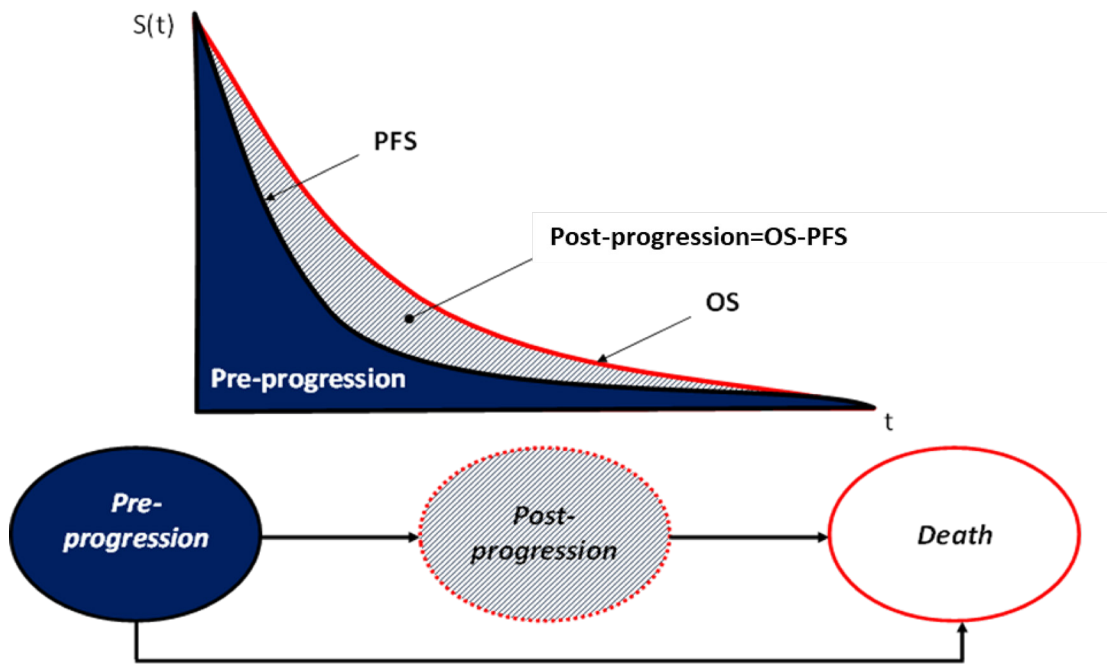 S(t)
PFS
Post-progression=OS-PFS
OS
Pre-progression
t
Pre-
progression
Post-
progression
Death